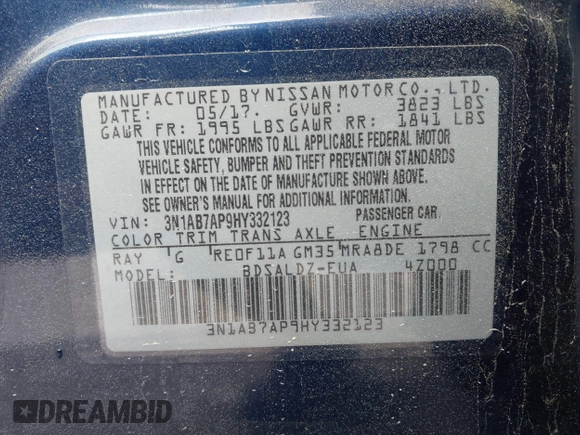 MANUFACTURED BY NISSAN MOTOR CO., LTD.
DATE: 05/17. GVWR: 3823 LBS
GAWR FR: 1995 LBS GAWR RR: 1841 LBS
THIS VEHICLE CONFORMS TO ALL APPLICABLE FEDERAL MOTOR
VEHICLE SAFETY, BUMPER AND THEFT PREVENTION STANDARDS
IN EFFECT ON THE DATE OF MANUFACTURE SHOWN ABOVE.
SEE OWNER'S MANUAL FOR ADDITIONAL INFORMATION.
VIN: 3N1AB7AP9HY332123 PASSENGER CAR
COLOR TRIM TRANS AXLE ENGINE
RAY G RE0F11A GM35 MRA8DE 1798 CC
MODEL: BDSALDZ-EUA 4Z000
3N1AB7AP9HY332123
DREAMBID